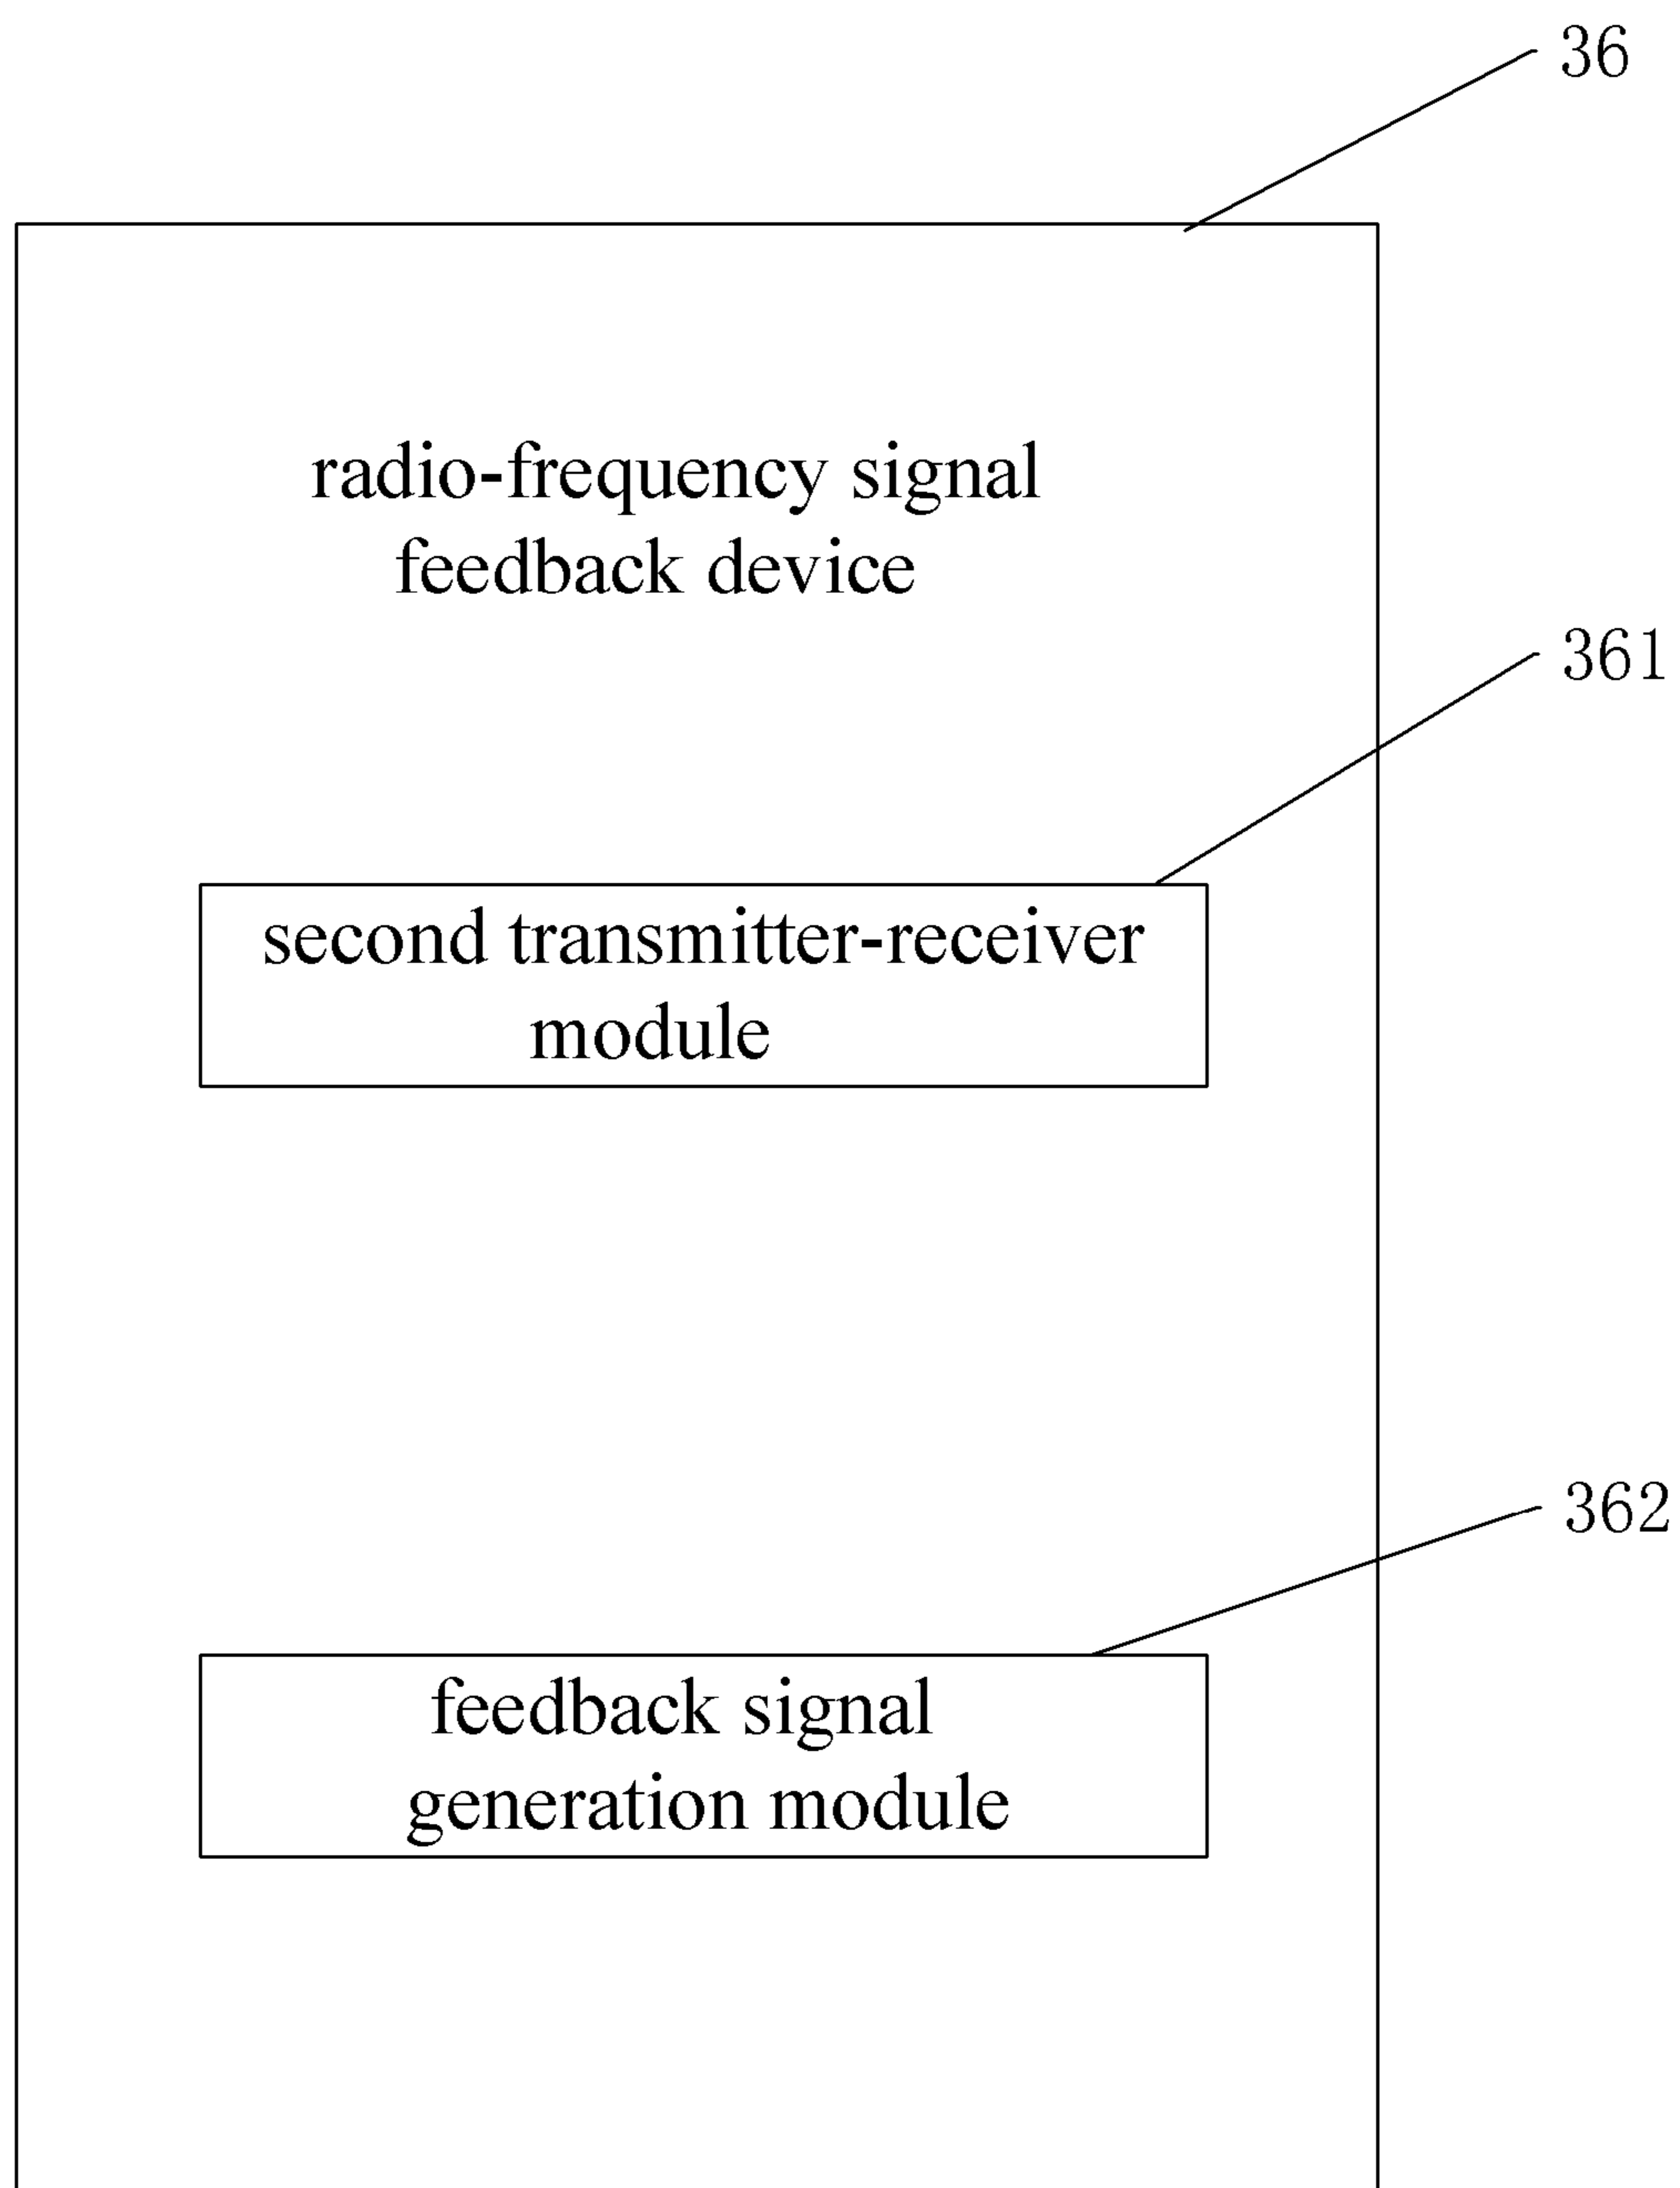 36
radio-frequency signal
feedback device
361
second transmitter-receiver
module
362
feedback signal
generation module